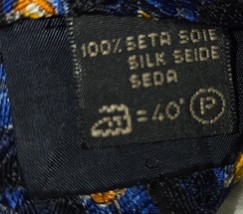 100% SETA SOIE
SILK SEIDE
SEDA
=40' P